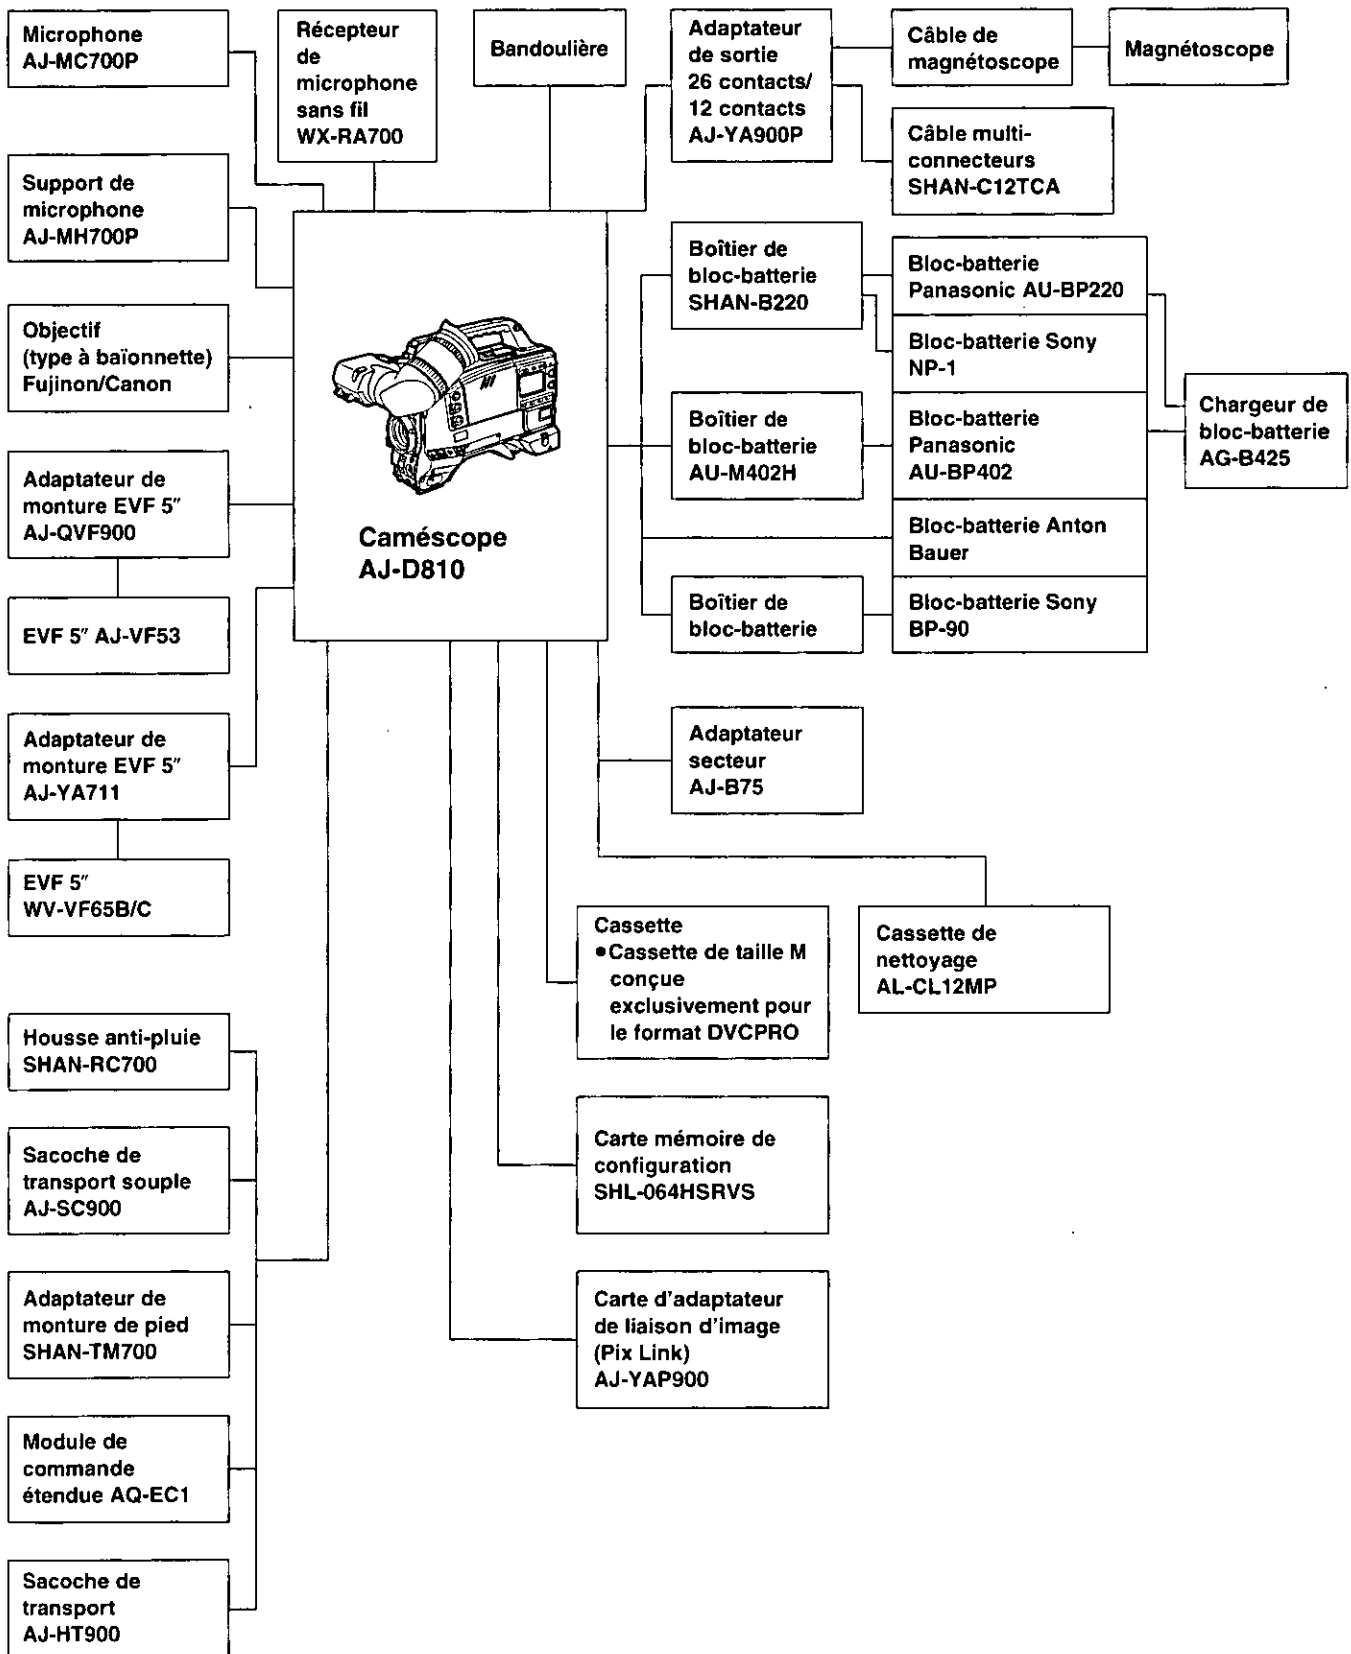 Microphone
AJ-MC700P
Récepteur
de
microphone
sans fil
WX-RA700
Bandoulière
Adaptateur
de sortie
26 contacts/
12 contacts
AJ-YA900P
Câble de
magnétoscope
Magnétoscope
Câble multi-
connecteurs
SHAN-C12TCA
Support de
microphone
AJ-MH700P
Objectif
(type à baïonnette)
Fujinon/Canon
Adaptateur de
monture EVF 5″
AJ-QVF900
EVF 5″ AJ-VF53
Adaptateur de
monture EVF 5″
AJ-YA711
EVF 5″
WV-VF65B/C
Caméscope
AJ-D810
Boîtier de
bloc-batterie
SHAN-B220
Bloc-batterie
Panasonic AU-BP220
Bloc-batterie Sony
NP-1
Boîtier de
bloc-batterie
AU-M402H
Bloc-batterie
Panasonic
AU-BP402
Chargeur de
bloc-batterie
AG-B425
Bloc-batterie Anton
Bauer
Boîtier de
bloc-batterie
Bloc-batterie Sony
BP-90
Adaptateur
secteur
AJ-B75
Cassette
●Cassette de taille M
conçue
exclusivement pour
le format DVCPRO
Cassette de
nettoyage
AL-CL12MP
Carte mémoire de
configuration
SHL-064HSRVS
Carte d'adaptateur
de liaison d'image
(Pix Link)
AJ-YAP900
Housse anti-pluie
SHAN-RC700
Sacoche de
transport souple
AJ-SC900
Adaptateur de
monture de pied
SHAN-TM700
Module de
commande
étendue AQ-EC1
Sacoche de
transport
AJ-HT900